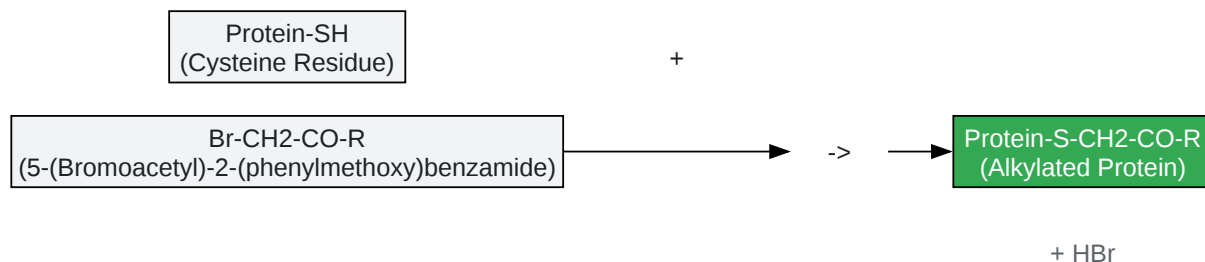 Protein-SH
(Cysteine Residue)
+
Br-CH2-CO-R
(5-(Bromoacetyl)-2-(phenylmethoxy)benzamide)
->
Protein-S-CH2-CO-R
(Alkylated Protein)
+ HBr